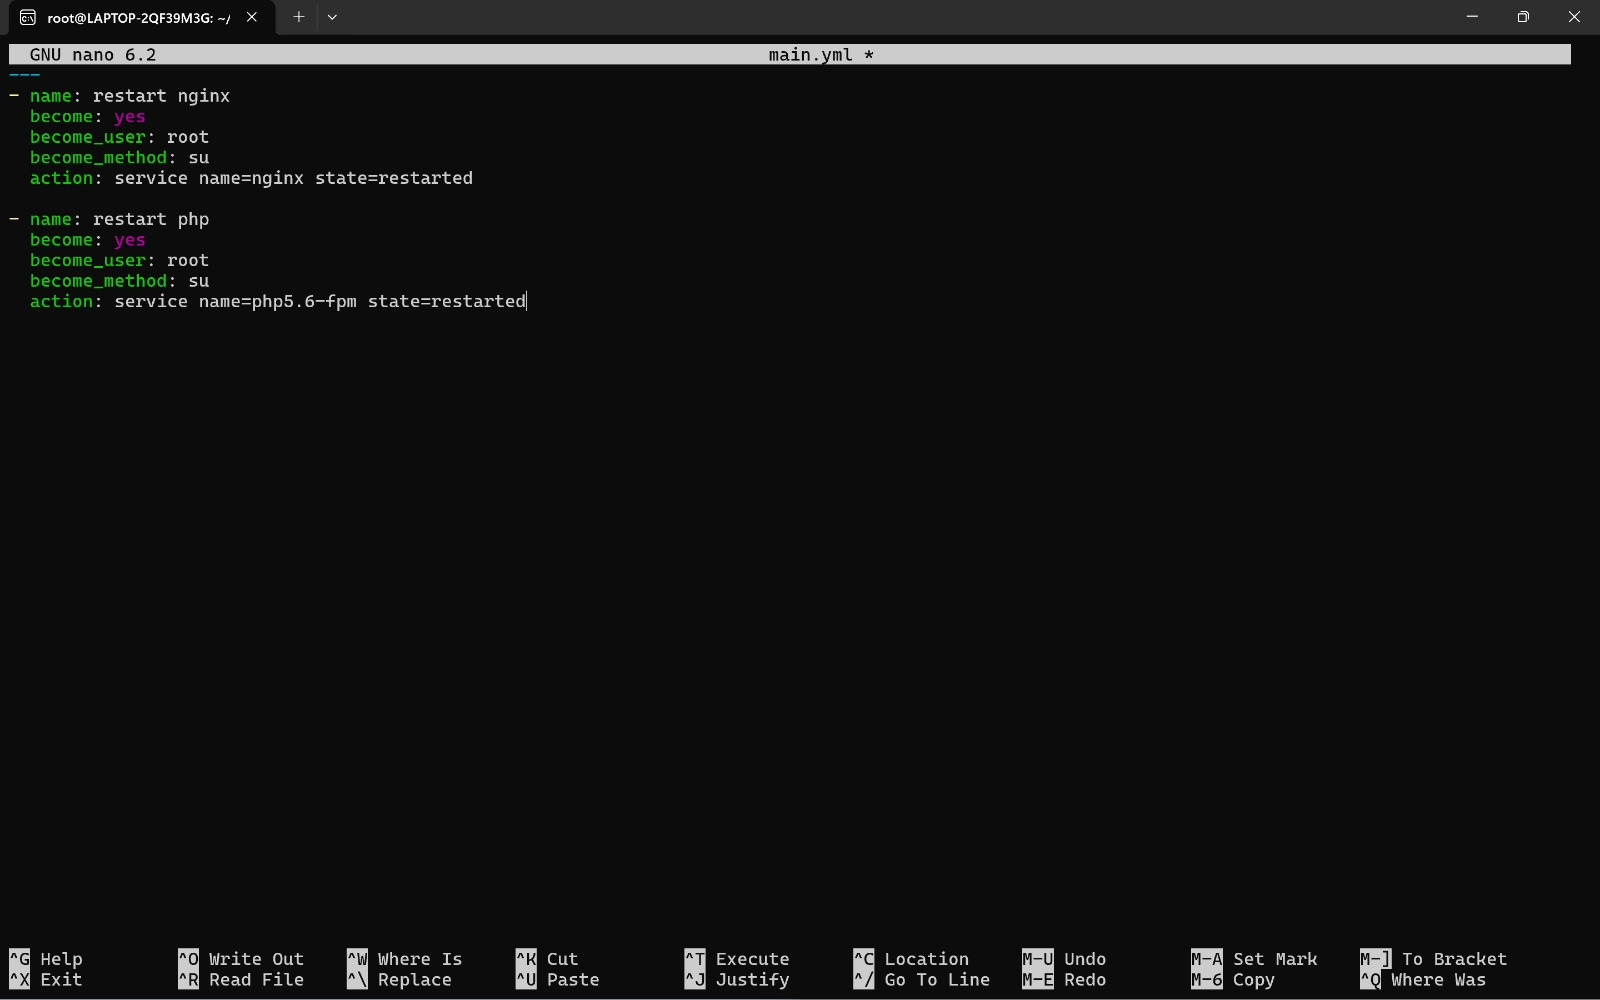 root@LAPTOP-2QF39M3G: ~/
GNU nano 6.2 main.yml *
---
- name: restart nginx
  become: yes
  become_user: root
  become_method: su
  action: service name=nginx state=restarted

- name: restart php
  become: yes
  become_user: root
  become_method: su
  action: service name=php5.6-fpm state=restarted
^G Help ^O Write Out ^W Where Is ^K Cut ^T Execute ^C Location M-U Undo M-A Set Mark M-] To Bracket
^X Exit ^R Read File ^\ Replace ^U Paste ^J Justify ^/ Go To Line M-E Redo M-6 Copy ^Q Where Was